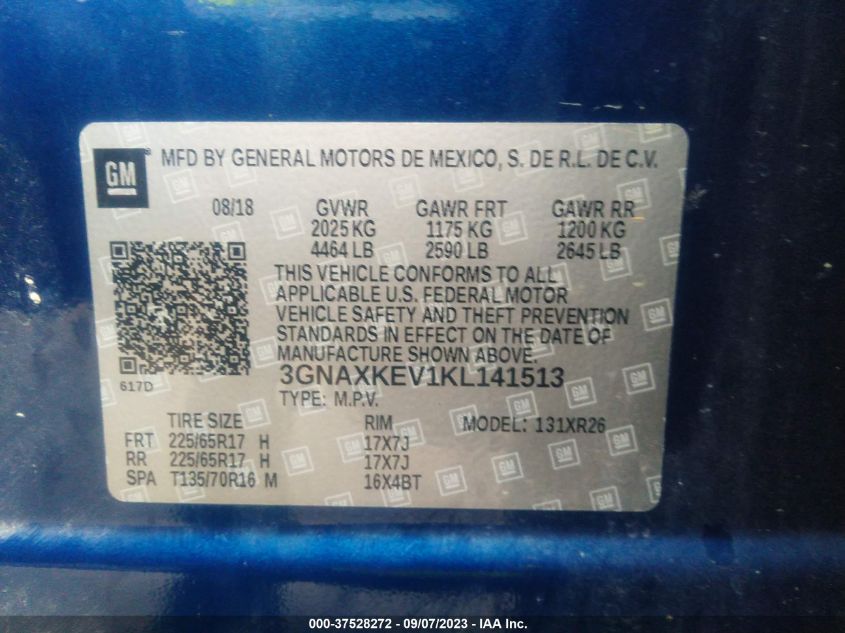 GM
MFD BY GENERAL MOTORS DE MEXICO, S. DE R.L. DE C.V.
08/18 GVWR GAWR FRT GAWR RR
2025 KG 1175 KG 1200 KG
4464 LB 2590 LB 2645 LB
THIS VEHICLE CONFORMS TO ALL
APPLICABLE U.S. FEDERAL MOTOR
VEHICLE SAFETY AND THEFT PREVENTION
STANDARDS IN EFFECT ON THE DATE OF
MANUFACTURE SHOWN ABOVE.
617D
3GNAXKEV1KL141513
TYPE: M.P.V.
TIRE SIZE RIM MODEL: 131XR26
FRT 225/65R17 H 17X7J
RR 225/65R17 H 17X7J
SPA T135/70R16 M 16X4BT
000-37528272 - 09/07/2023 - IAA Inc.